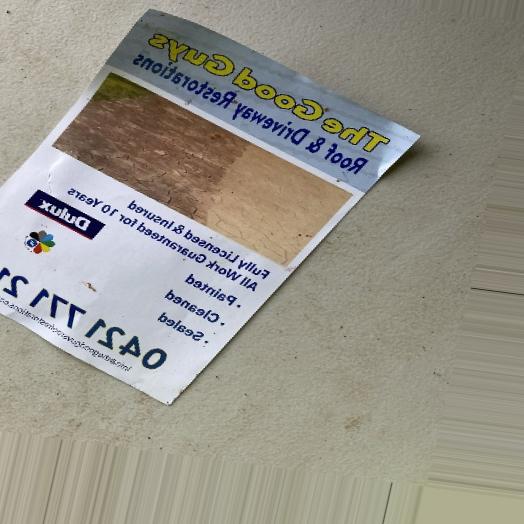 The Good Guys
Roof & Driveway Restorations
Fully Licensed & Insured
All Work Guaranteed for 10 Years
• Painted
• Cleaned
• Sealed
Dulux
0421 771 21